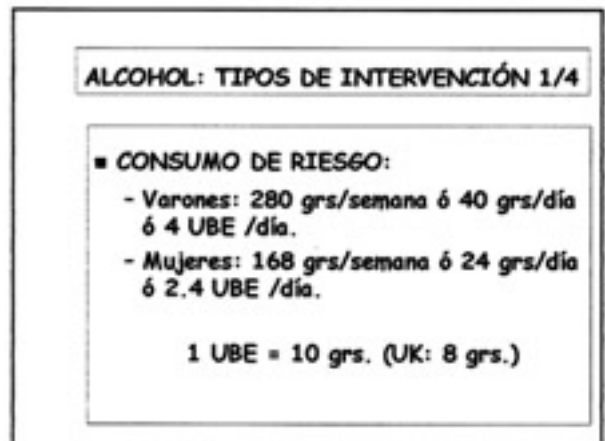 ALCOHOL: TIPOS DE INTERVENCIÓN 1/4
▪ CONSUMO DE RIESGO:
- Varones: 280 grs/semana ó 40 grs/día
ó 4 UBE /día.
- Mujeres: 168 grs/semana ó 24 grs/día
ó 2.4 UBE /día.
1 UBE = 10 grs. (UK: 8 grs.)